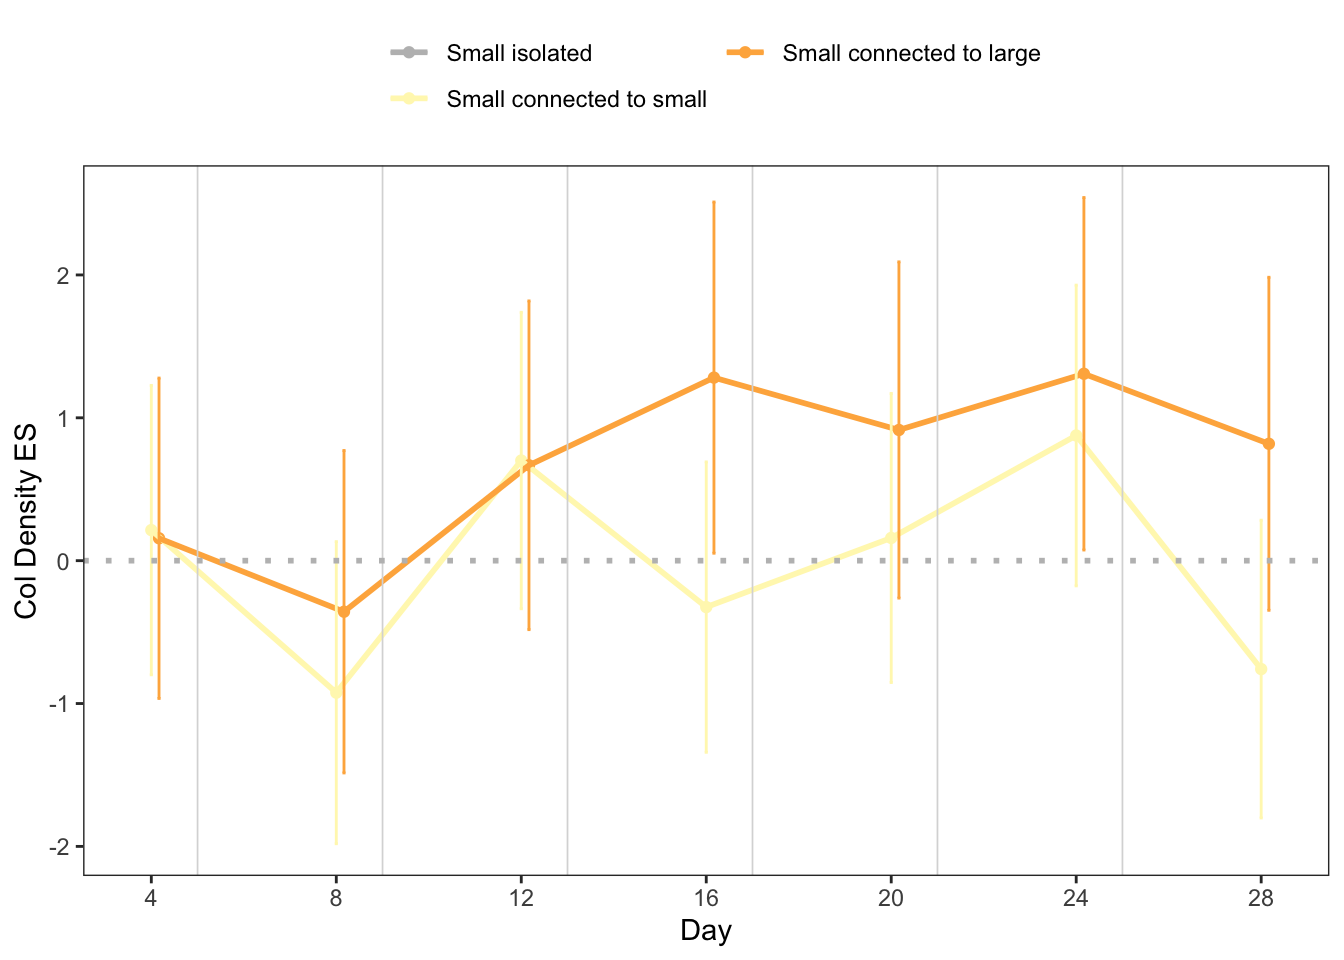 Small isolated
Small connected to large
Small connected to small
Col Density ES
2
1
0
-1
-2
4
8
12
16
20
24
28
Day